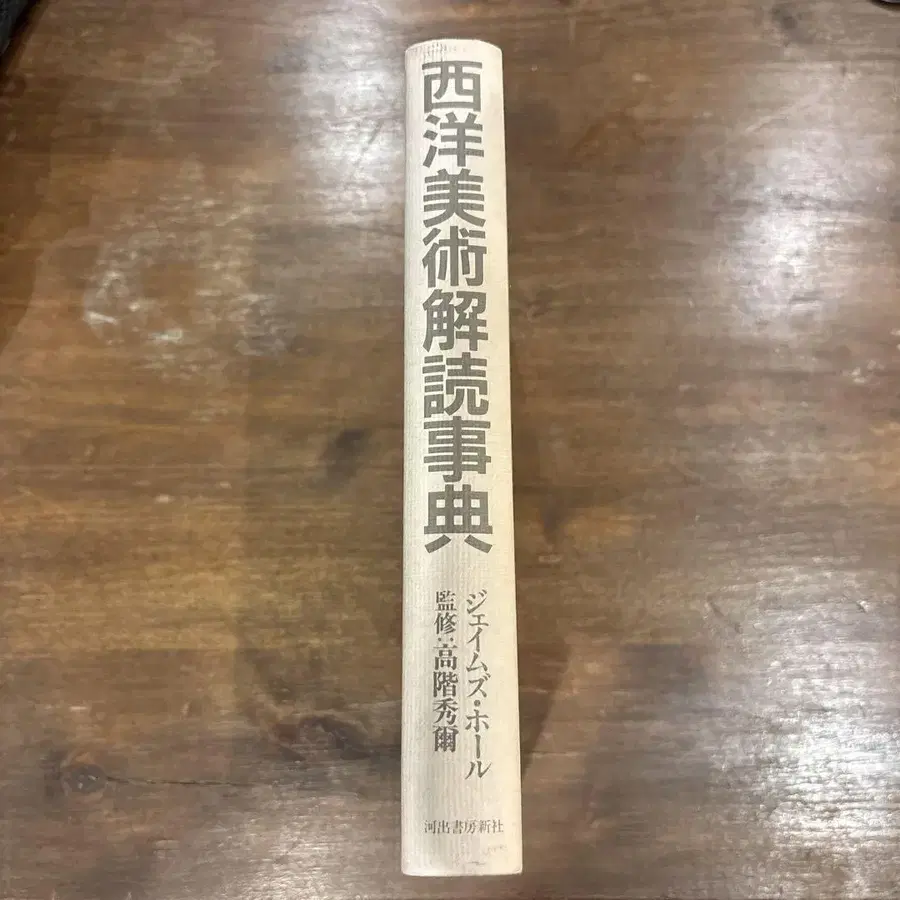 西洋美術解読事典
ジェイムズ・ホール
監修:高階秀爾
河出書房新社